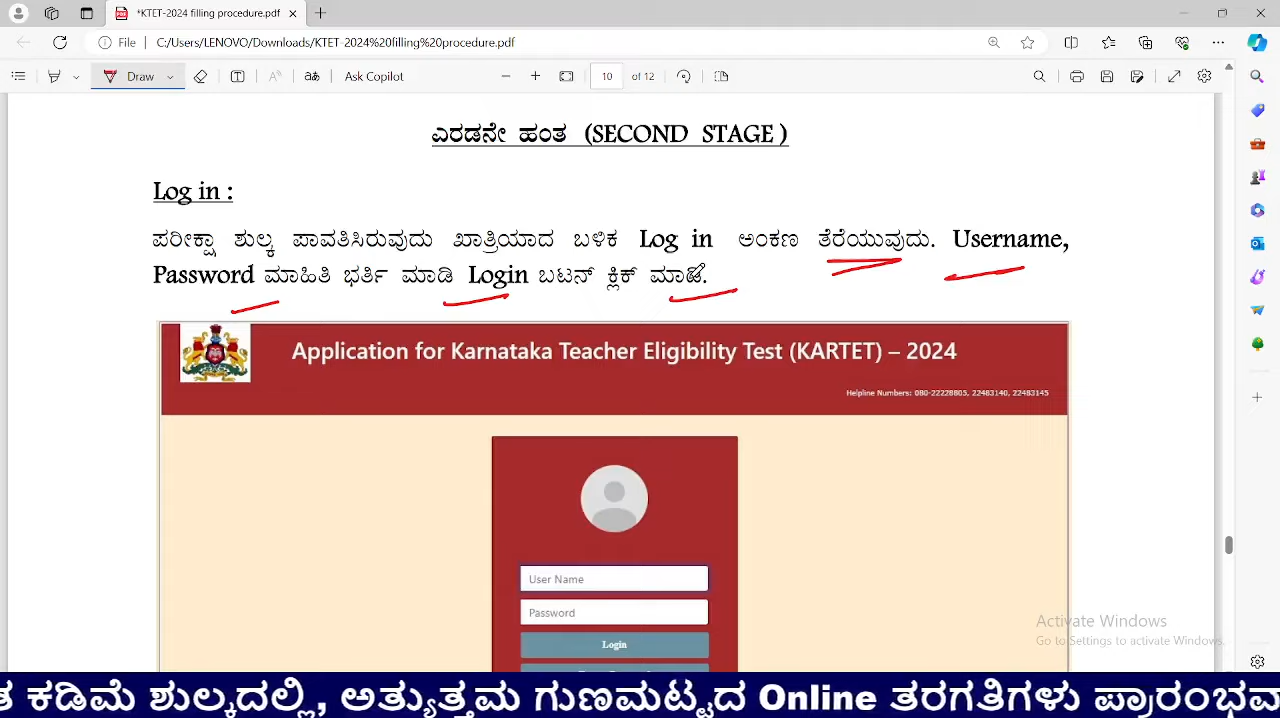 *KTET-2024 filling procedure.pdf
File C:/Users/LENOVO/Downloads/KTET-2024%20filling%20procedure.pdf
Draw Ask Copilot 10 of 12
ಎರಡನೇ ಹಂತ (SECOND STAGE)
Log in :
ಪರೀಕ್ಷಾ ಶುಲ್ಕ ಪಾವತಿಸಿರುವುದು ಖಾತ್ರಿಯಾದ ಬಳಿಕ Log in ಅಂಕಣ ತೆರೆಯುವುದು. Username,
Password ಮಾಹಿತಿ ಭರ್ತಿ ಮಾಡಿ Login ಬಟನ್ ಕ್ಲಿಕ್ ಮಾಡಿ.
Application for Karnataka Teacher Eligibility Test (KARTET) – 2024
Helpline Numbers: 080-22228805, 22483140, 22483145
User Name
Password
Login
Activate Windows
Go to Settings to activate Windows.
ಕಡಿಮೆ ಶುಲ್ಕದಲ್ಲಿ, ಅತ್ಯುತ್ತಮ ಗುಣಮಟ್ಟದ Online ತರಗತಿಗಳು